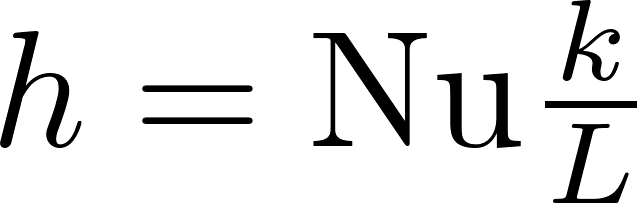 h = Nu k/L